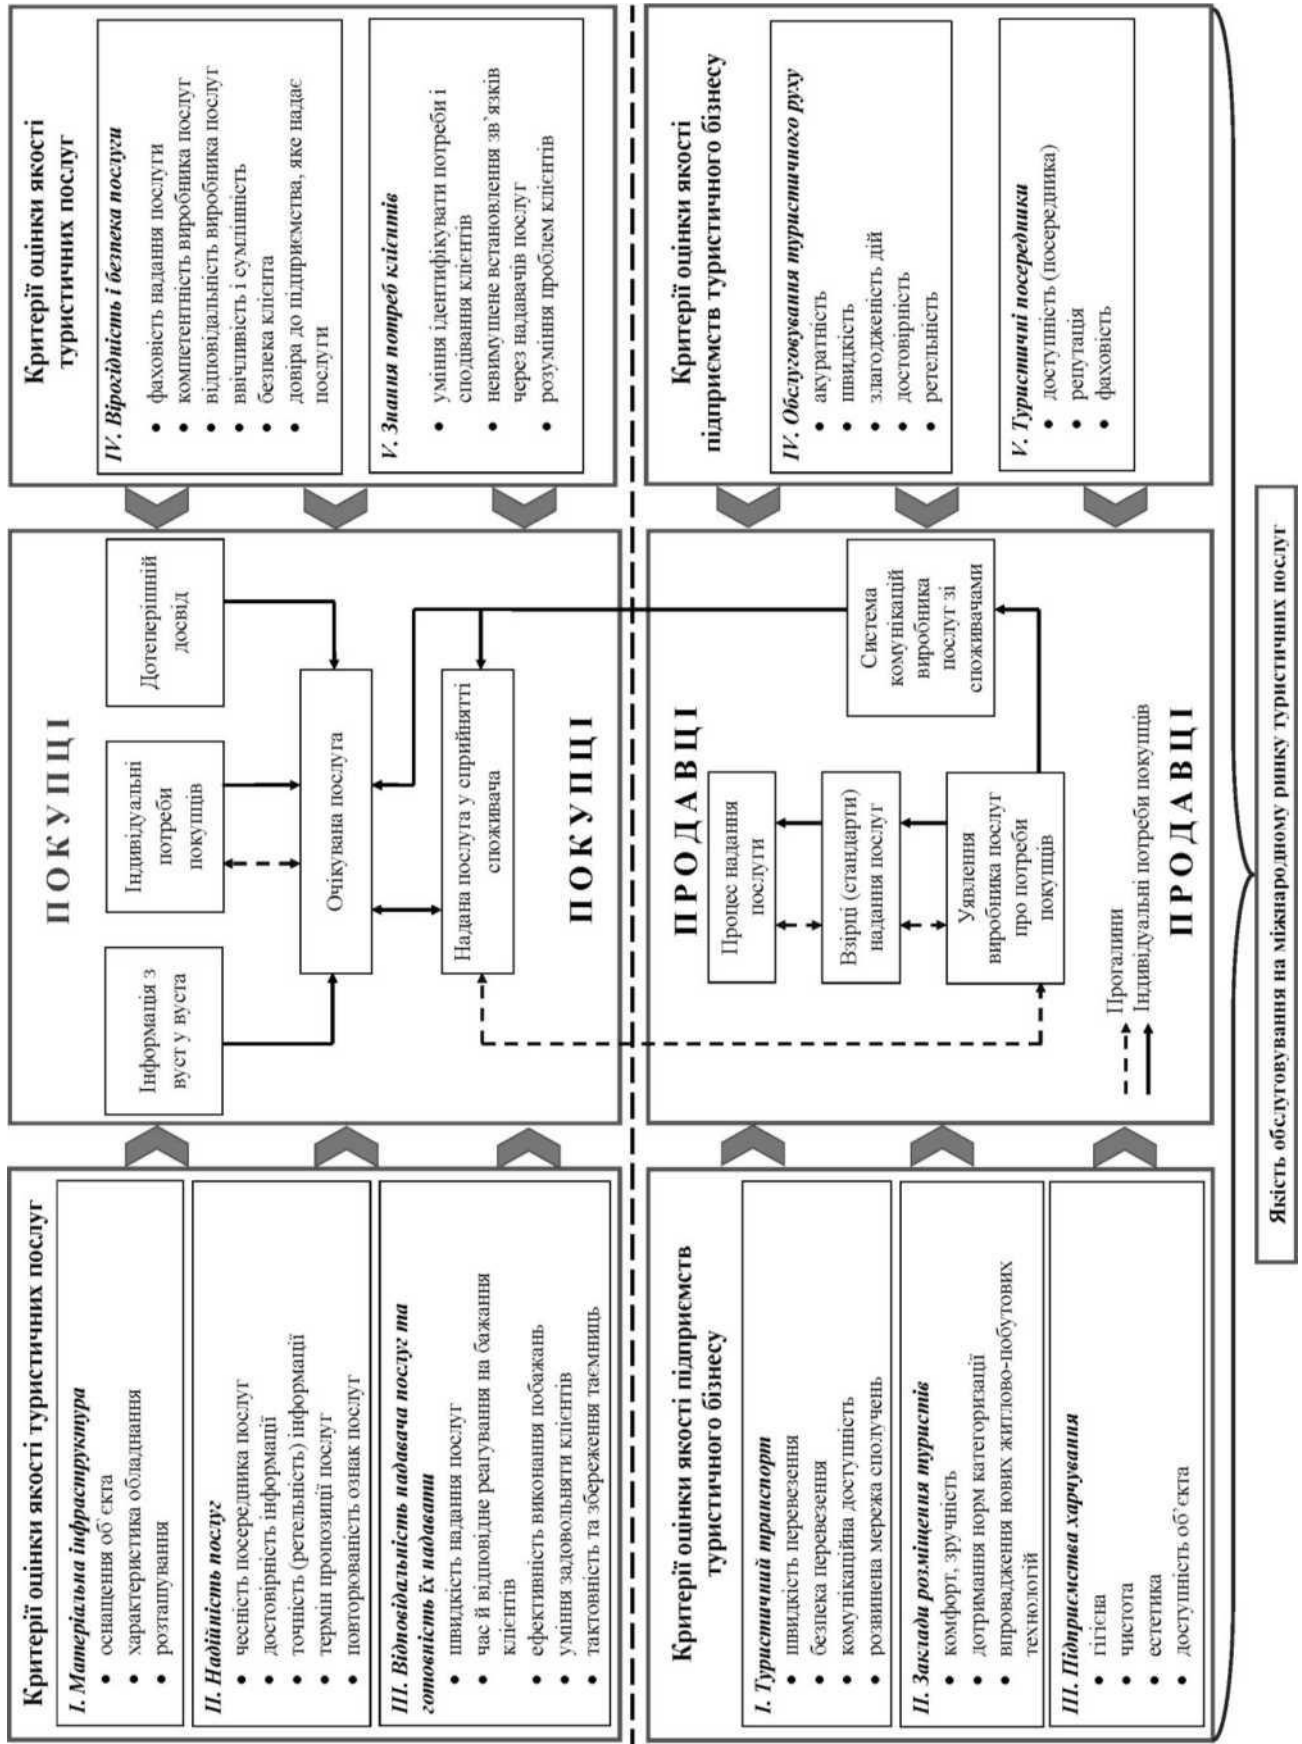 Критерії оцінки якості туристичних послуг
I. Матеріальна інфраструктура
• оснащення об`єкта
• характеристика обладнання
• розташування
II. Надійність послуг
• чесність посередника послуг
• достовірність інформації
• точність (ретельність) інформації
• термін пропозиції послуг
• повторюваність ознак послуг
III. Відповідальність надавача послуг та
готовність їх надавати
• швидкість надання послуг
• час й відповідне реагування на бажання
клієнтів
• ефективність виконання побажань
• уміння задовольняти клієнтів
• тактовність та збереження таємниць
ПОКУПЦІ
Інформація з
вуст у вуста
Індивідуальні
потреби
покупців
Дотеперішній
досвід
Очікувана послуга
Надана послуга у сприйнятті
споживача
ПОКУПЦІ
Критерії оцінки якості
туристичних послуг
IV. Вірогідність і безпека послуги
• фаховість надання послуги
• компетентність виробника послуг
• відповідальність виробника послуг
• ввічливість і сумлінність
• безпека клієнта
• довіра до підприємства, яке надає
послуги
V. Знання потреб клієнтів
• уміння ідентифікувати потреби і
сподівання клієнтів
• невимушене встановлення зв`язків
через надавачів послуг
• розуміння проблем клієнтів
Критерії оцінки якості підприємств
туристичного бізнесу
I. Туристичний транспорт
• швидкість перевезення
• безпека перевезення
• комунікаційна доступність
• розвинена мережа сполучень
II. Заклади розміщення туристів
• комфорт, зручність
• дотримання норм категоризації
• впровадження нових житлово-побутових
технологій
III. Підприємства харчування
• гігієна
• чистота
• естетика
• доступність об`єкта
ПРОДАВЦІ
Процес надання
послуги
Взірці (стандарти)
надання послуг
Уявлення
виробника послуг
про потреби
покупців
Система
комунікацій
виробника
послуг зі
споживачами
Прогалини
Індивідуальні потреби покупців
ПРОДАВЦІ
Критерії оцінки якості
підприємств туристичного бізнесу
IV. Обслуговування туристичного руху
• акуратність
• швидкість
• злагодженість дій
• достовірність
• ретельність
V. Туристичні посередники
• доступність (посередника)
• репутація
• фаховість
Якість обслуговування на міжнародному ринку туристичних послуг